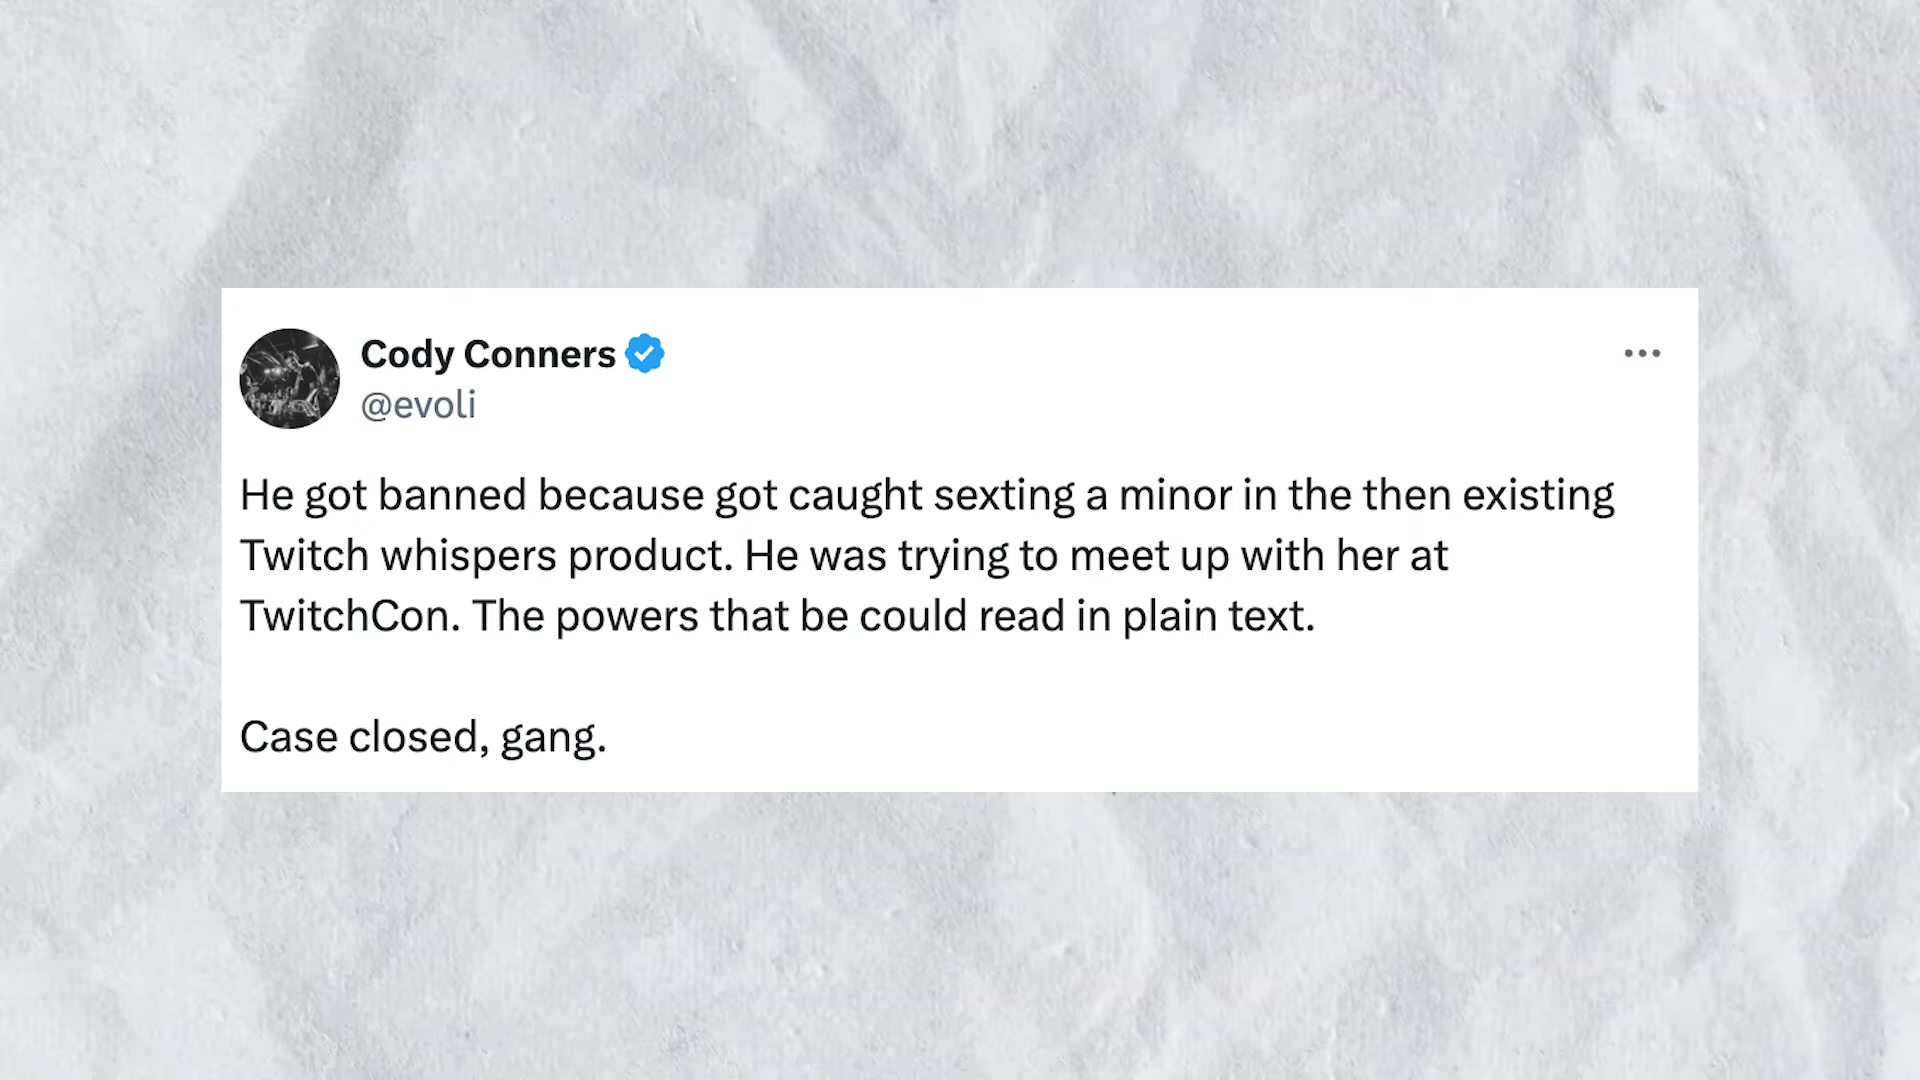 Cody Conners
@evoli
He got banned because got caught sexting a minor in the then existing
Twitch whispers product. He was trying to meet up with her at
TwitchCon. The powers that be could read in plain text.
Case closed, gang.